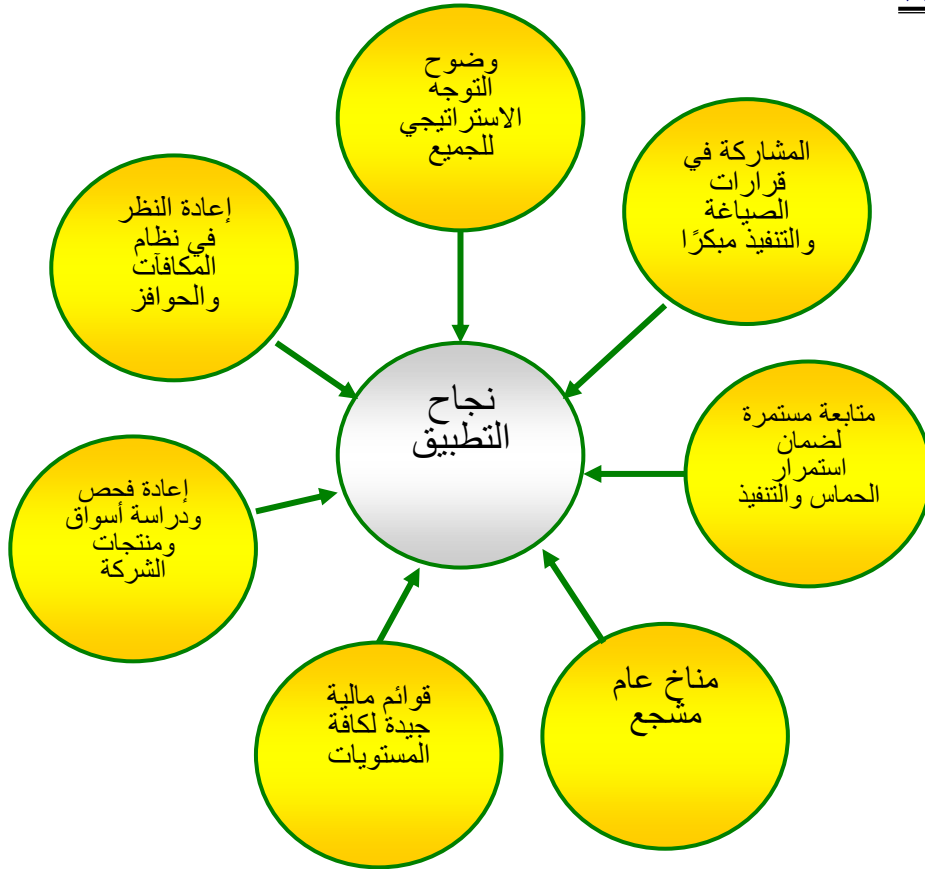 وضوح
التوجه
الاستراتيجي
للجميع
المشاركة في
قرارات
الصياغة
والتنفيذ مبكرًا
إعادة النظر
في نظام
المكافآت
والحوافز
نجاح
التطبيق
متابعة مستمرة
لضمان
استمرار
الحماس والتنفيذ
إعادة فحص
ودراسة أسواق
ومنتجات
الشركة
مناخ عام
مشجع
قوائم مالية
جيدة لكافة
المستويات